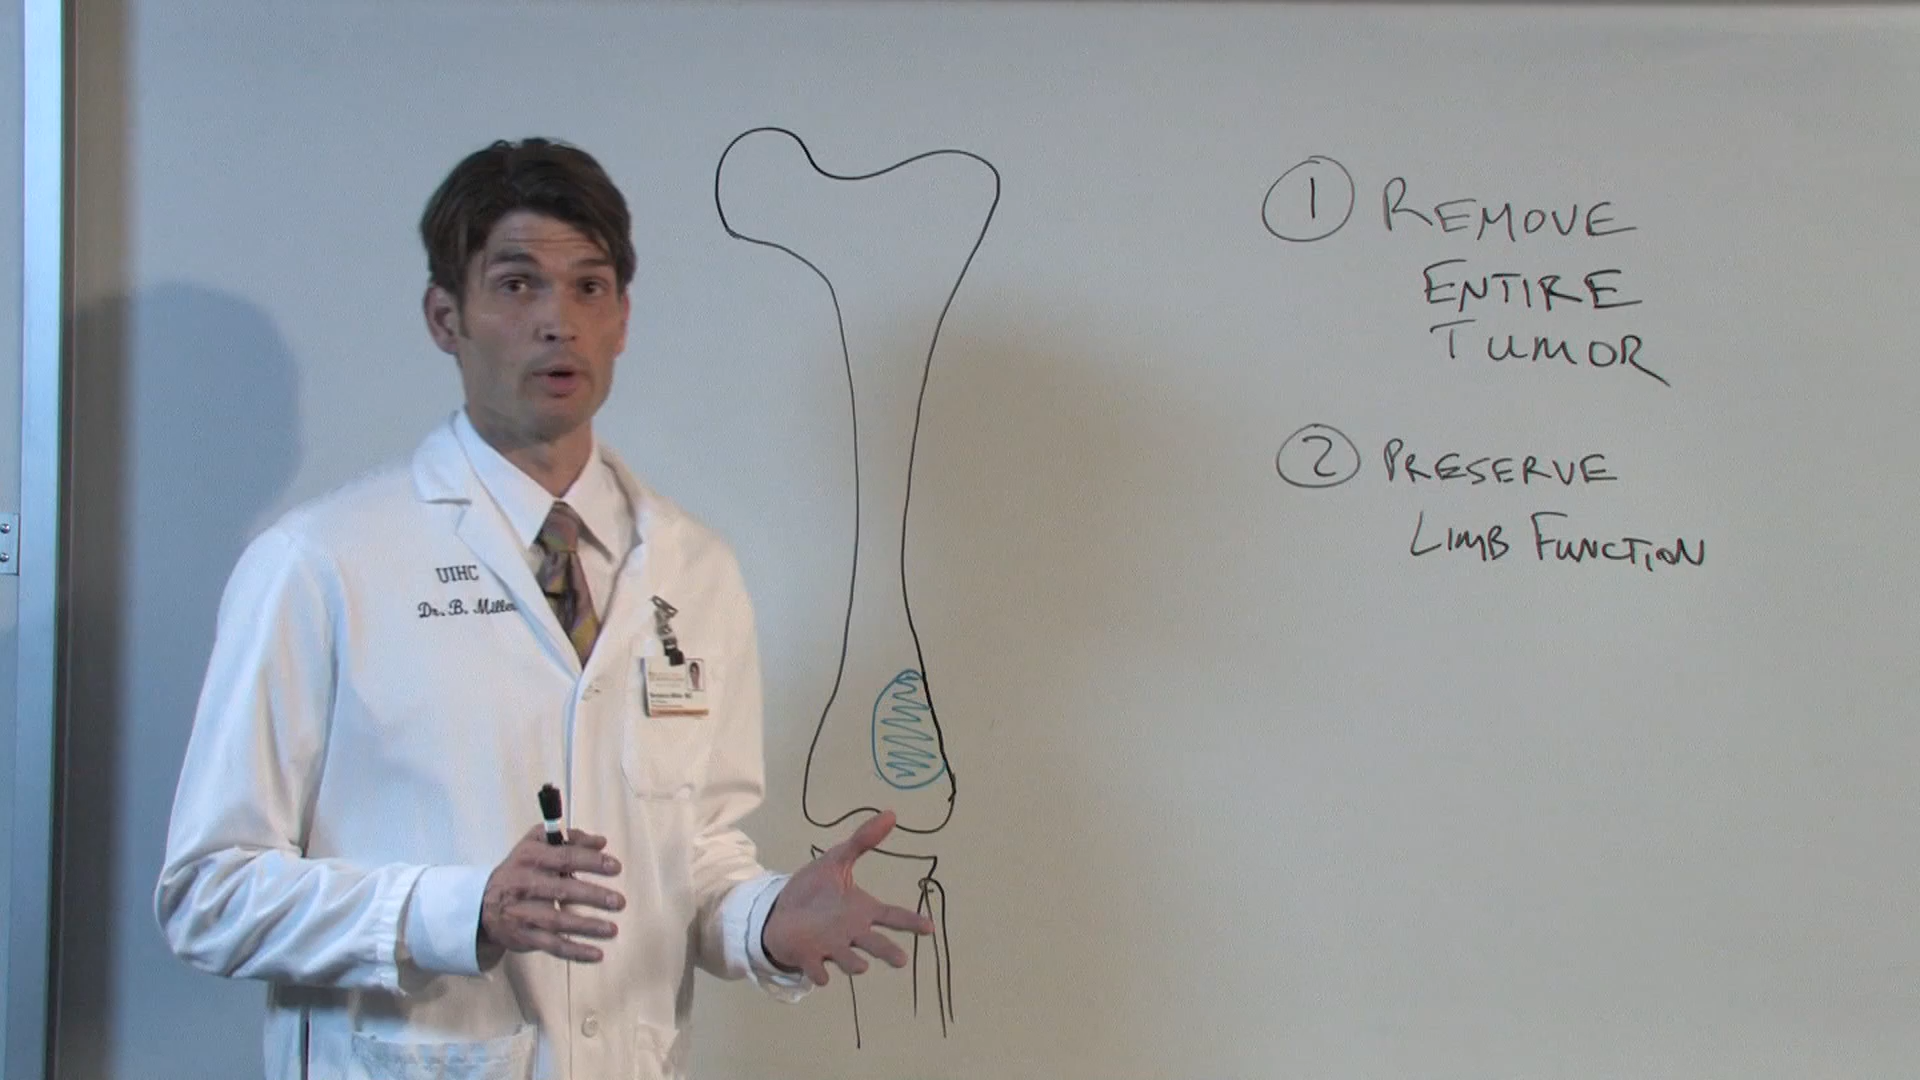 UIHC
Dr. B. Miller
1 REMOVE
ENTIRE
TUMOR
2 PRESERVE
LIMB FUNCTION